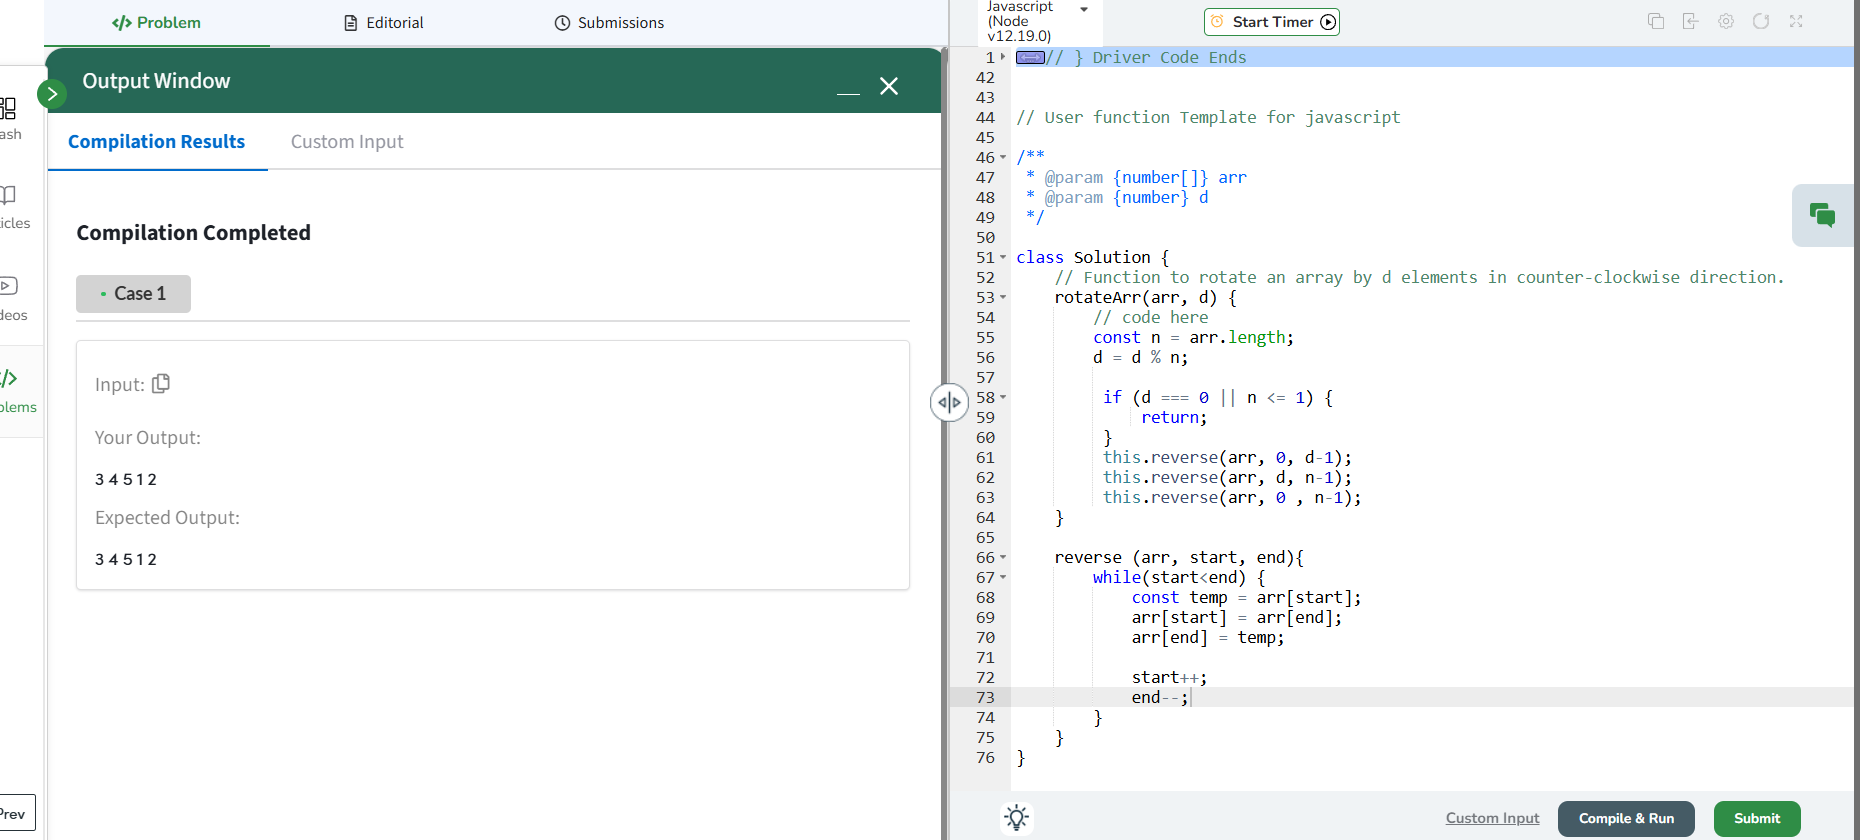 </> Problem
Editorial
Submissions
Output Window
Compilation Results
Custom Input
Compilation Completed
Case 1
Input:
Your Output:
3 4 5 1 2
Expected Output:
3 4 5 1 2
ash
icles
deos
blems
Prev
Javascript
(Node
v12.19.0)
Start Timer
1 // } Driver Code Ends
42
43
44 // User function Template for javascript
45
46 /**
47  * @param {number[]} arr
48  * @param {number} d
49  */
50
51 class Solution {
52     // Function to rotate an array by d elements in counter-clockwise direction.
53     rotateArr(arr, d) {
54         // code here
55         const n = arr.length;
56         d = d % n;
57
58          if (d === 0 || n <= 1) {
59              return;
60          }
61          this.reverse(arr, 0, d-1);
62          this.reverse(arr, d, n-1);
63          this.reverse(arr, 0 , n-1);
64     }
65
66     reverse (arr, start, end){
67         while(start<end) {
68             const temp = arr[start];
69             arr[start] = arr[end];
70             arr[end] = temp;
71
72             start++;
73             end--;
74         }
75     }
76 }
Custom Input
Compile & Run
Submit